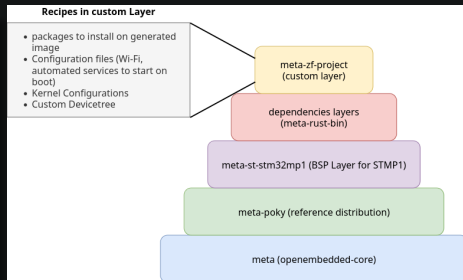 Recipes in custom Layer
packages to install on generated
image
Configuration files (Wi-Fi,
automated services to start on
boot)
Kernel Configurations
Custom Devicetree
meta-zf-project
(custom layer)
dependencies layers
(meta-rust-bin)
meta-st-stm32mp1 (BSP Layer for STMP1)
meta-poky (reference distribution)
meta (openembedded-core)